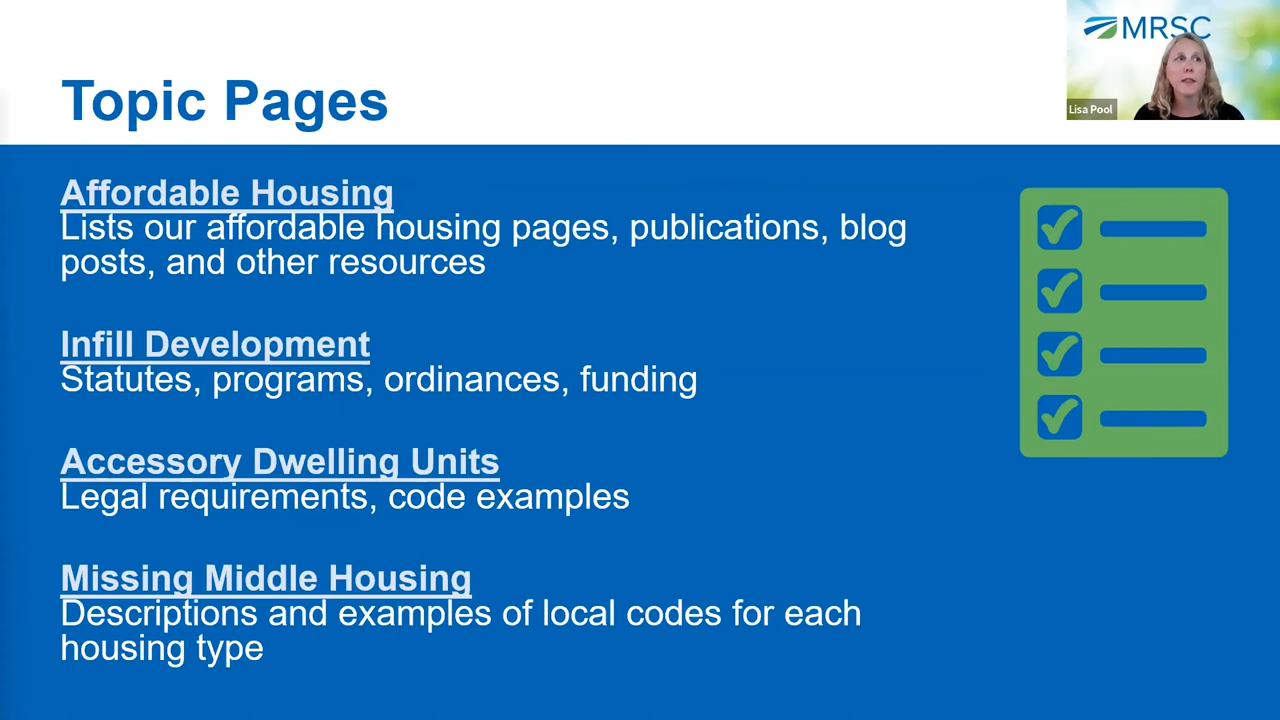 Topic Pages
MRSC
Lisa Pool
Affordable Housing
Lists our affordable housing pages, publications, blog
posts, and other resources
Infill Development
Statutes, programs, ordinances, funding
Accessory Dwelling Units
Legal requirements, code examples
Missing Middle Housing
Descriptions and examples of local codes for each
housing type